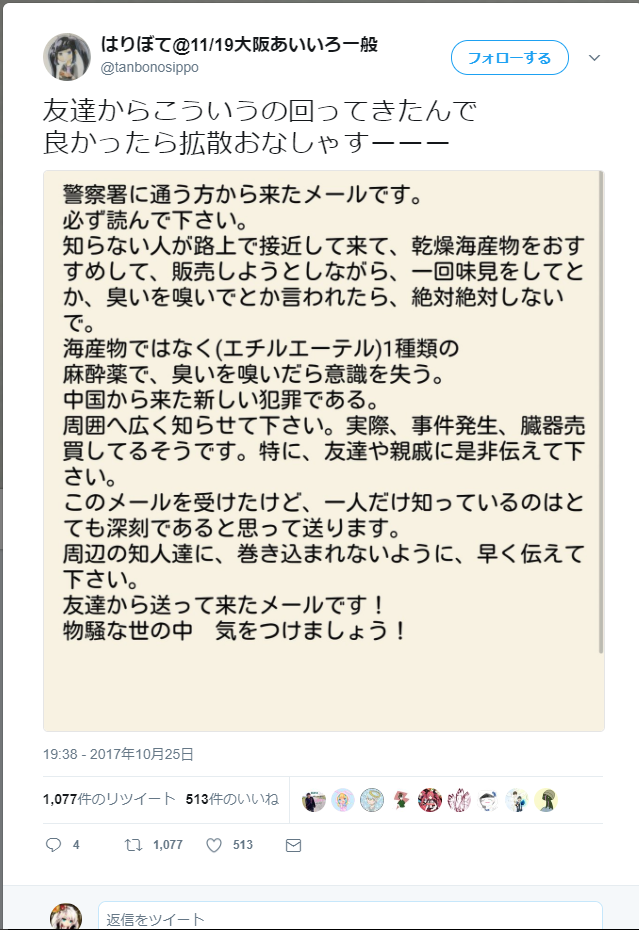 はりぼて@11/19大阪あいいろ一般
@tanbonosippo
フォローする
友達からこういうの回ってきたんで
良かったら拡散おなしゃすーーー
警察署に通う方から来たメールです。
必ず読んで下さい。
知らない人が路上で接近して来て、乾燥海産物をおす
すめして、販売しようとしながら、一回味見をしてと
か、臭いを嗅いでとか言われたら、絶対絶対しない
で。
海産物ではなく(エチルエーテル)1種類の
麻酔薬で、臭いを嗅いだら意識を失う。
中国から来た新しい犯罪である。
周囲へ広く知らせて下さい。実際、事件発生、臓器売
買してるそうです。特に、友達や親戚に是非伝えて下
さい。
このメールを受けたけど、一人だけ知っているのはと
ても深刻であると思って送ります。
周辺の知人達に、巻き込まれないように、早く伝えて
下さい。
友達から送って来たメールです！
物騒な世の中　気をつけましょう！
19:38 - 2017年10月25日
1,077件のリツイート 513件のいいね
4 1,077 513
返信をツイート